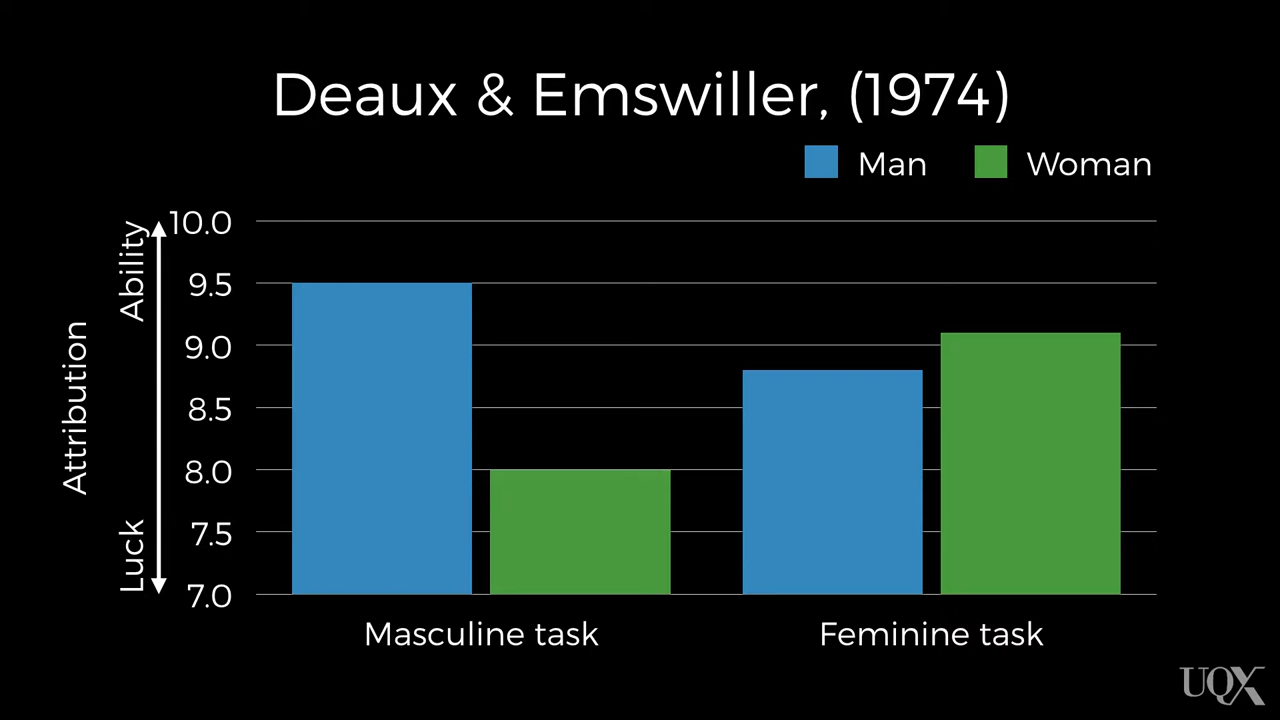 Deaux & Emswiller, (1974)
Man
Woman
Attribution
Ability
Luck
10.0
9.5
9.0
8.5
8.0
7.5
7.0
Masculine task
Feminine task
UQX